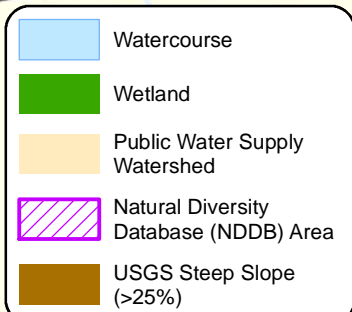 Watercourse
Wetland
Public Water Supply
Watershed
Natural Diversity
Database (NDDB) Area
USGS Steep Slope
(>25%)